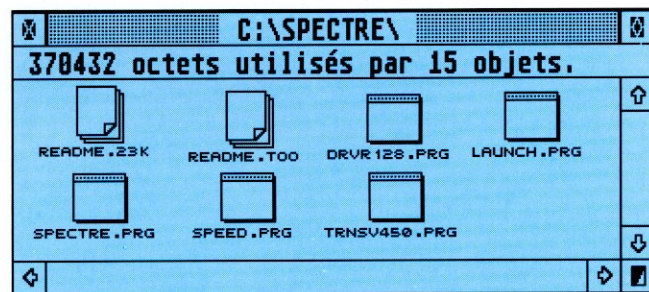 C:\SPECTRE\
370432 octets utilisés par 15 objets.
README.23K README.TOO DRVR128.PRG LAUNCH.PRG
SPECTRE.PRG SPEED.PRG TRNSV450.PRG